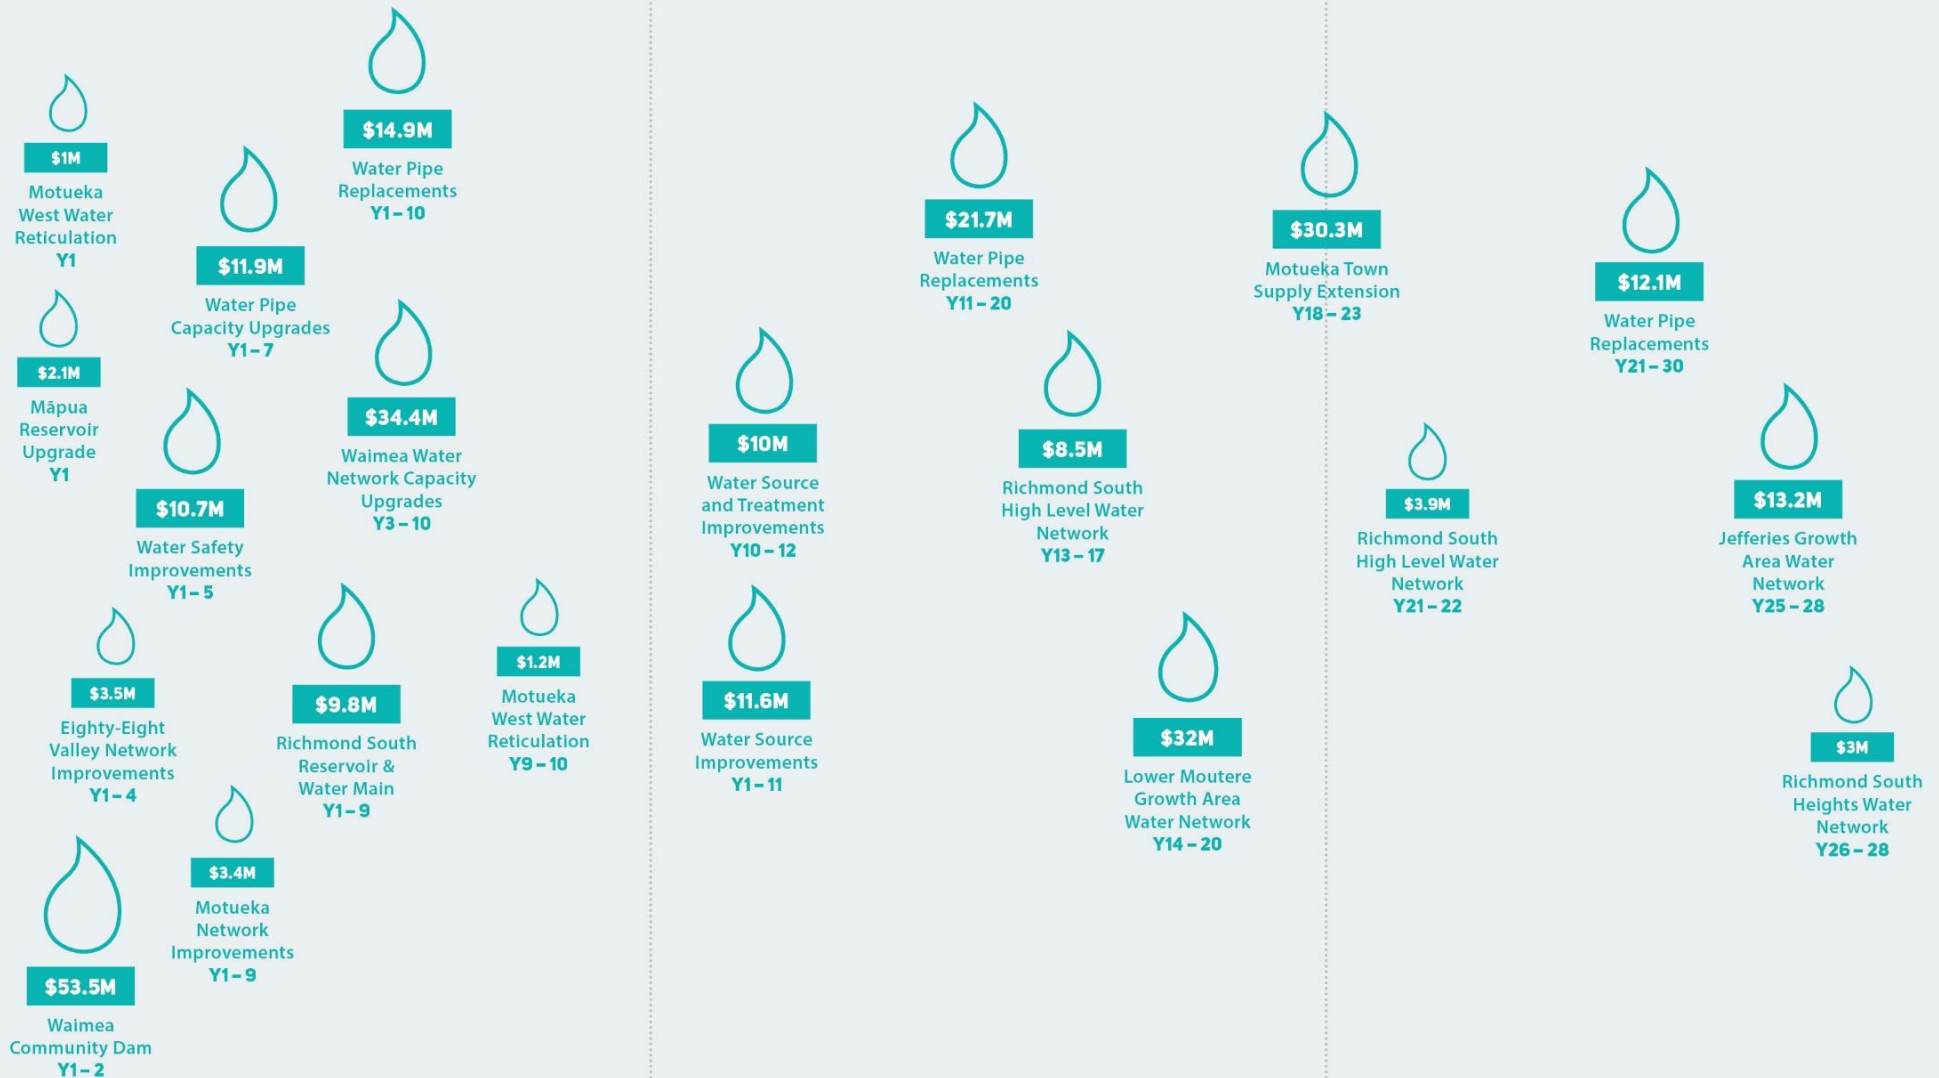 $1M
Motueka
West Water
Reticulation
Y1
$2.1M
Māpua
Reservoir
Upgrade
Y1
$14.9M
Water Pipe
Replacements
Y1 – 10
$11.9M
Water Pipe
Capacity Upgrades
Y1 – 7
$34.4M
Waimea Water
Network Capacity
Upgrades
Y3 – 10
$10.7M
Water Safety
Improvements
Y1 – 5
$3.5M
Eighty-Eight
Valley Network
Improvements
Y1 – 4
$9.8M
Richmond South
Reservoir &
Water Main
Y1 – 9
$1.2M
Motueka
West Water
Reticulation
Y9 – 10
$3.4M
Motueka
Network
Improvements
Y1 – 9
$53.5M
Waimea
Community Dam
Y1 – 2
$21.7M
Water Pipe
Replacements
Y11 – 20
$10M
Water Source
and Treatment
Improvements
Y10 – 12
$8.5M
Richmond South
High Level Water
Network
Y13 – 17
$11.6M
Water Source
Improvements
Y1 – 11
$32M
Lower Moutere
Growth Area
Water Network
Y14 – 20
$30.3M
Motueka Town
Supply Extension
Y18 – 23
$12.1M
Water Pipe
Replacements
Y21 – 30
$3.9M
Richmond South
High Level Water
Network
Y21 – 22
$13.2M
Jefferies Growth
Area Water
Network
Y25 – 28
$3M
Richmond South
Heights Water
Network
Y26 – 28